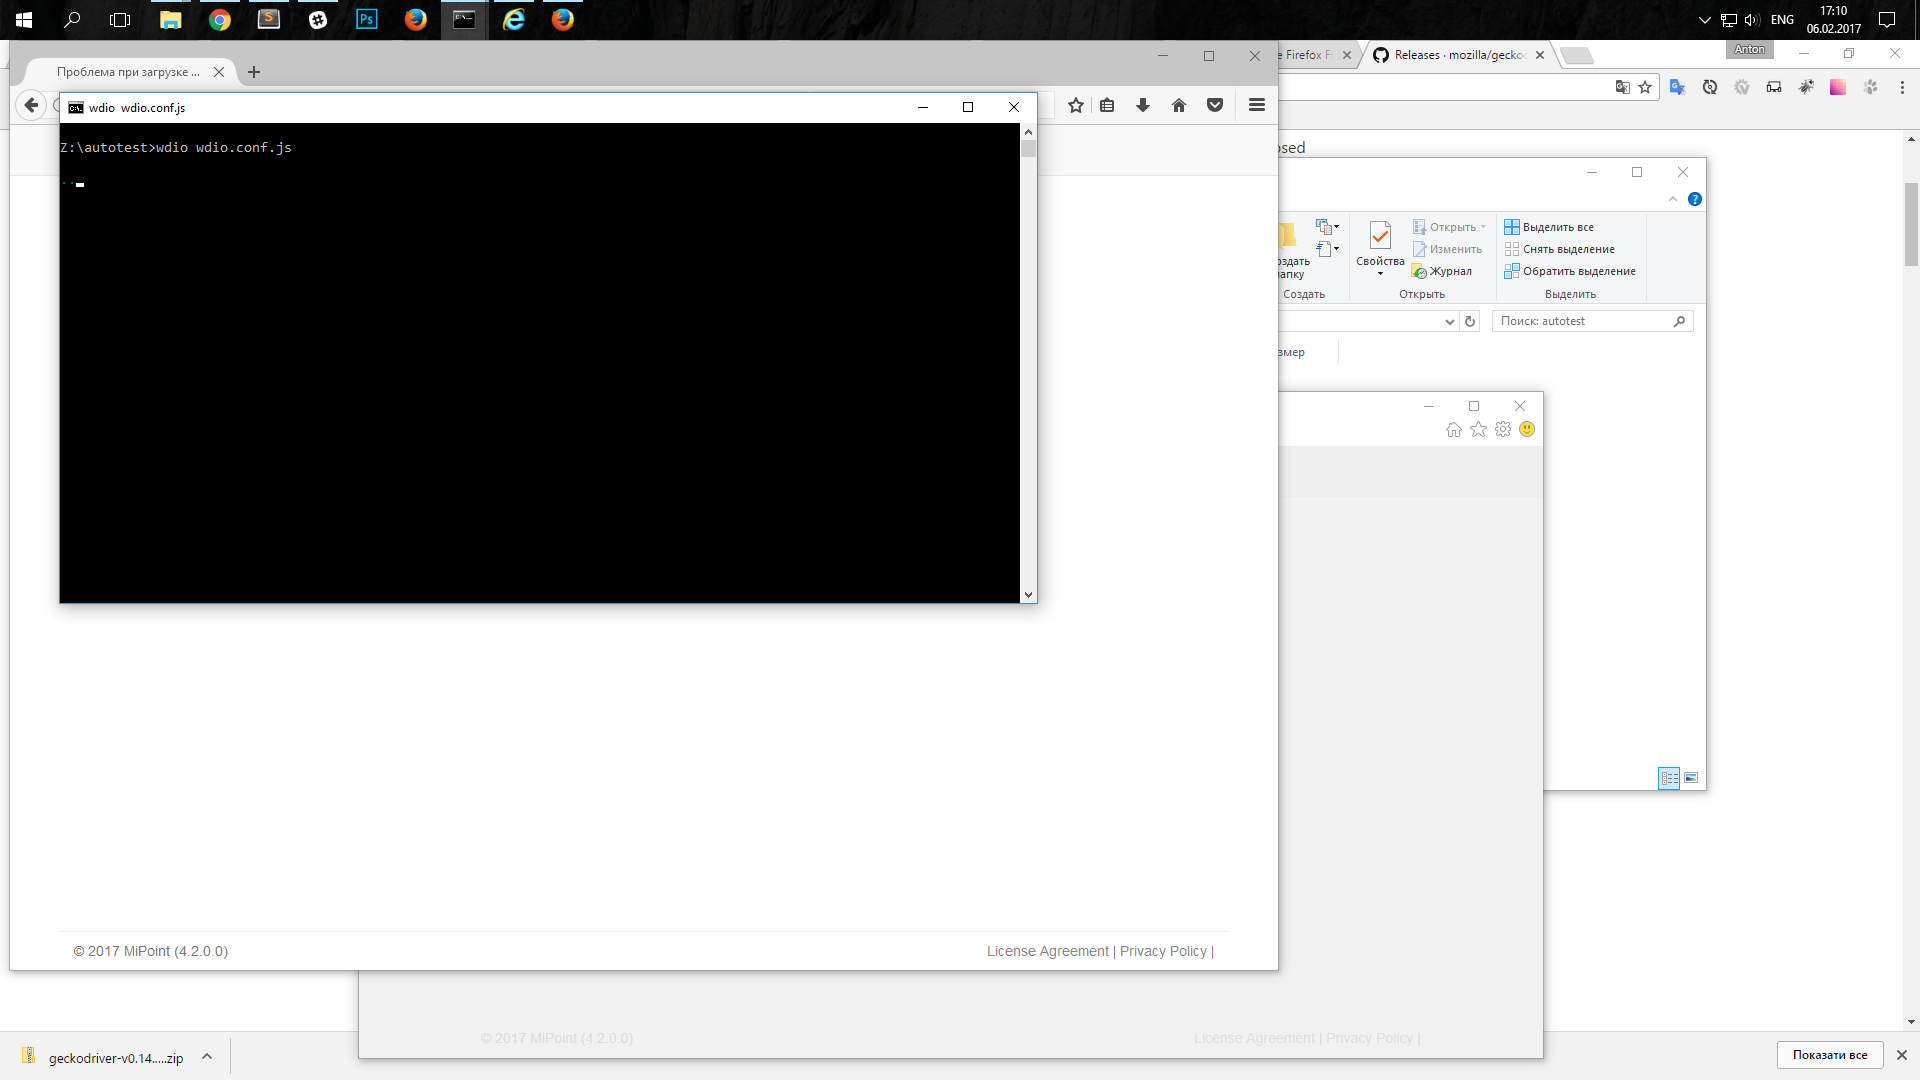 Ps
ENG
17:10
06.02.2017
Проблема при загрузке ...
e Firefox F
Releases · mozilla/gecko
Anton
wdio wdio.conf.js
Z:\autotest>wdio wdio.conf.js
..
osed
оздать
апку
Создать
Свойства
Открыть
Изменить
Журнал
Открыть
Выделить все
Снять выделение
Обратить выделение
Выделить
Поиск: autotest
змер
© 2017 MiPoint (4.2.0.0)
License Agreement | Privacy Policy |
© 2017 MiPoint (4.2.0.0)
License Agreement | Privacy Policy |
geckodriver-v0.14.....zip
Показати все